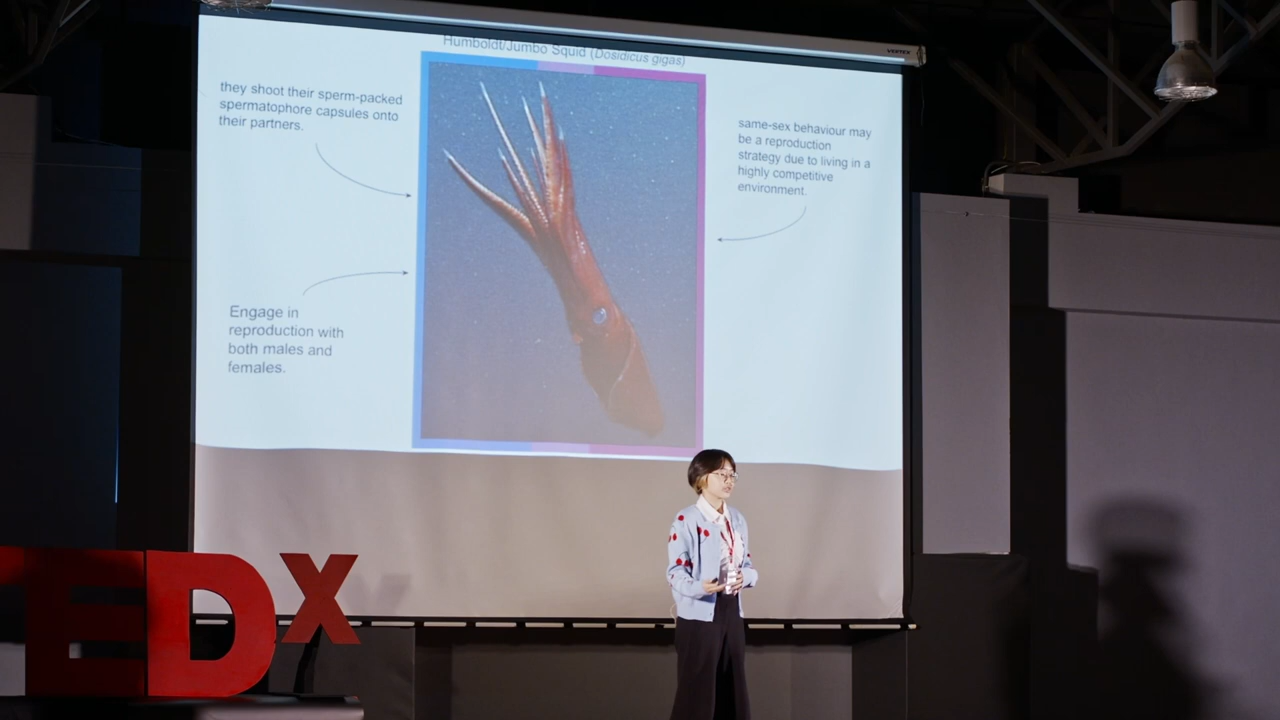 VERTEX
Humboldt/Jumbo Squid (Dosidicus gigas)
they shoot their sperm-packed
spermatophore capsules onto
their partners.
same-sex behaviour may
be a reproduction
strategy due to living in a
highly competitive
environment.
Engage in
reproduction with
both males and
females.
TEDx